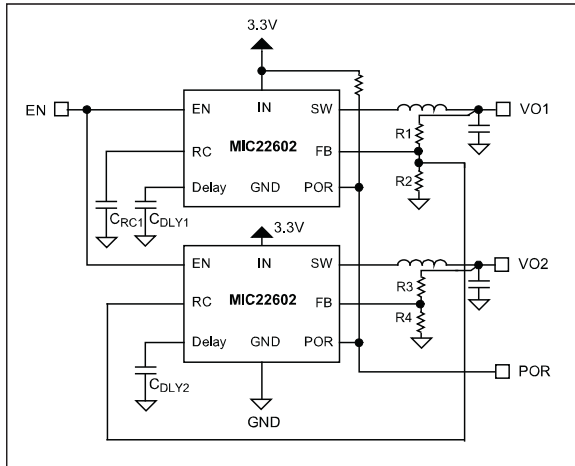 3.3V
EN
EN
IN
SW
VO1
R1
RC
MIC22602
FB
R2
Delay
GND
POR
CRC1
CDLY1
3.3V
EN
IN
SW
VO2
R3
RC
MIC22602
FB
R4
Delay
GND
POR
POR
CDLY2
GND